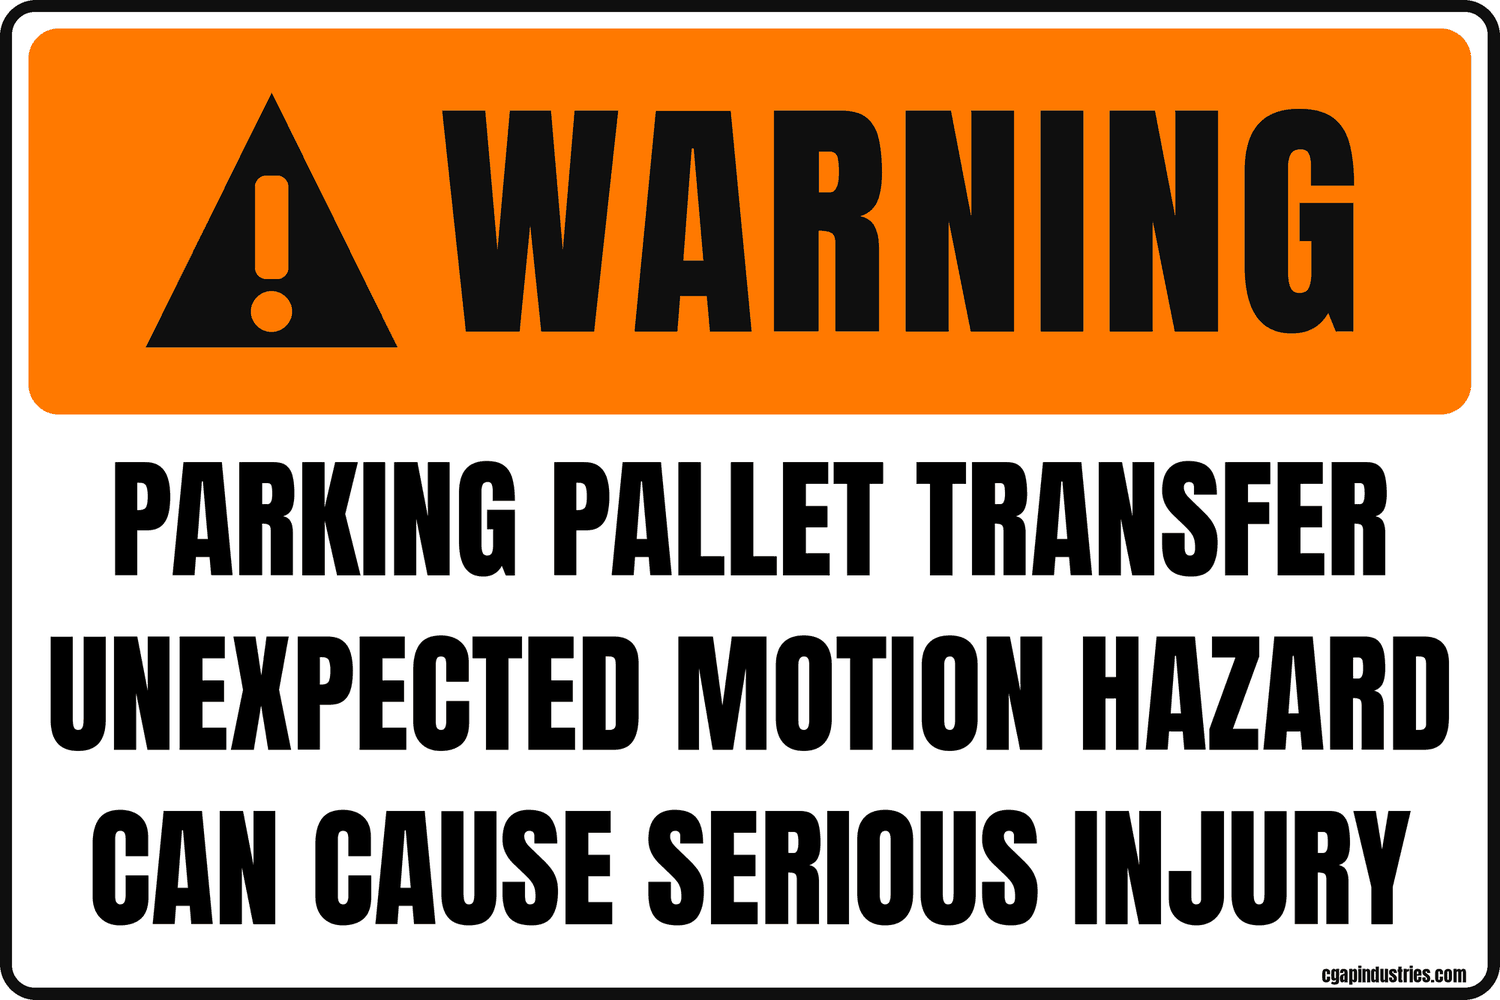 WARNING
PARKING PALLET TRANSFER
UNEXPECTED MOTION HAZARD
CAN CAUSE SERIOUS INJURY
cgapindustries.com